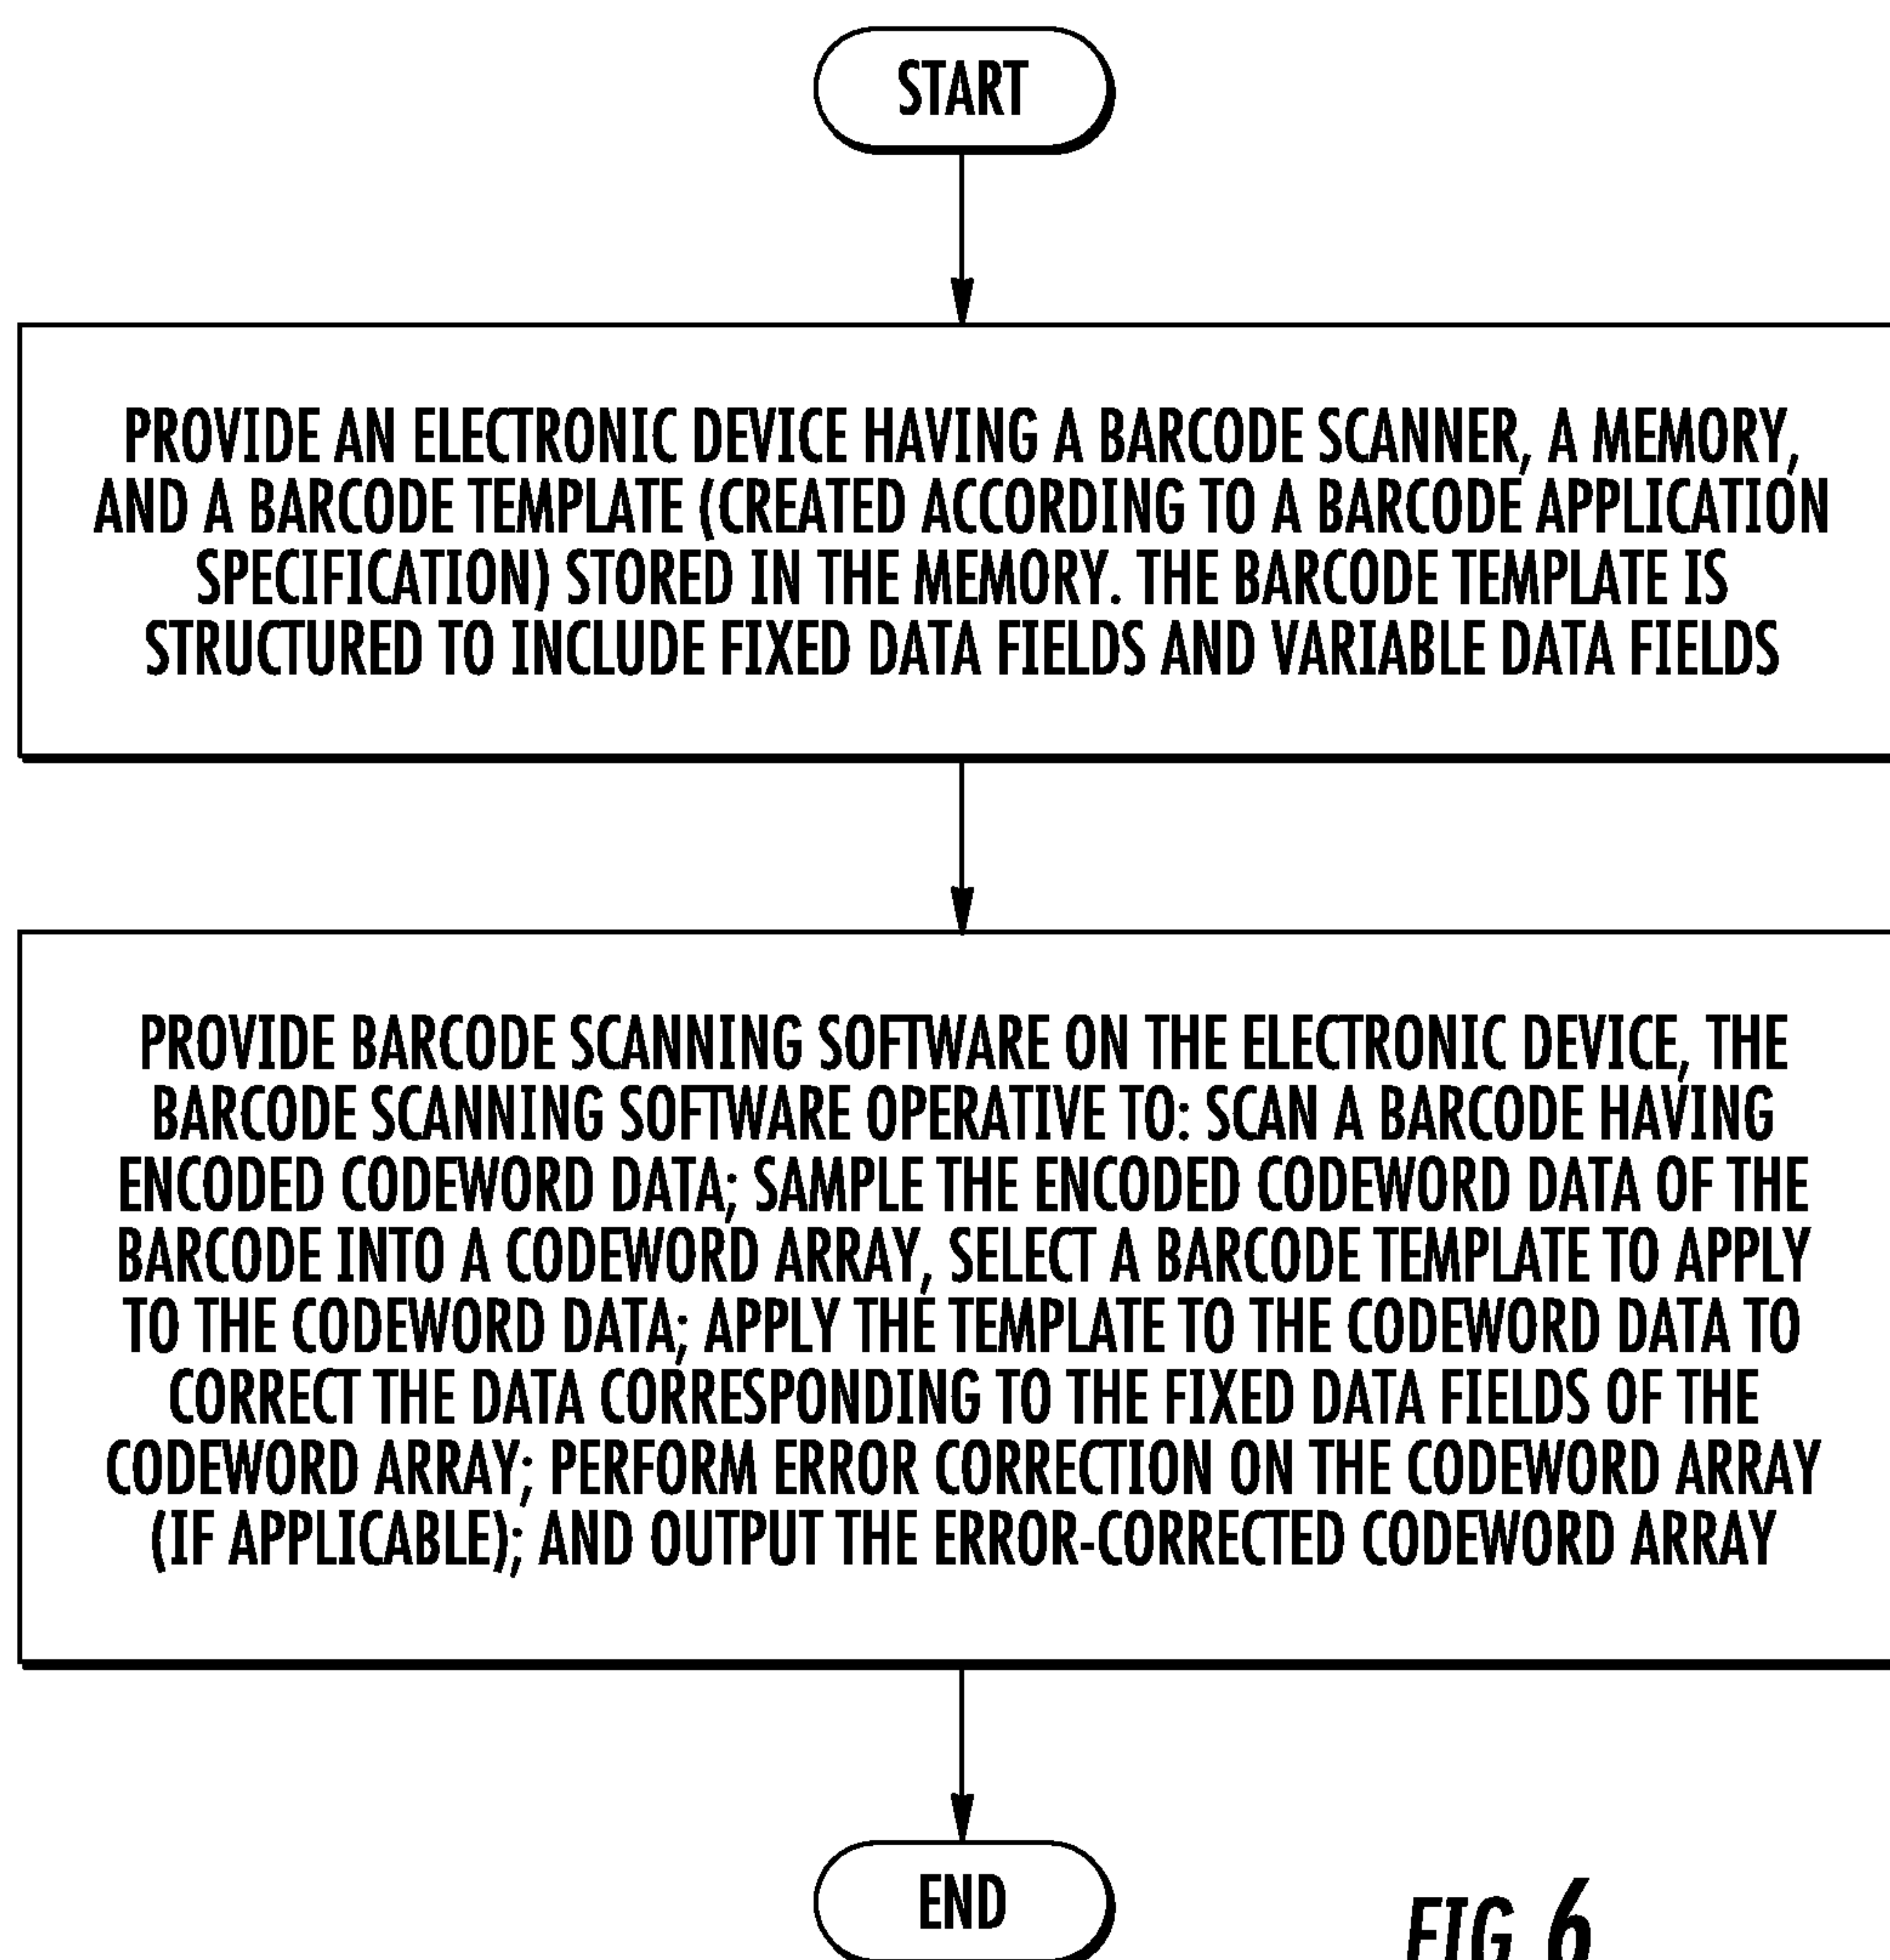 START
PROVIDE AN ELECTRONIC DEVICE HAVING A BARCODE SCANNER, A MEMORY,
AND A BARCODE TEMPLATE (CREATED ACCORDING TO A BARCODE APPLICATION
SPECIFICATION) STORED IN THE MEMORY. THE BARCODE TEMPLATE IS
STRUCTURED TO INCLUDE FIXED DATA FIELDS AND VARIABLE DATA FIELDS
PROVIDE BARCODE SCANNING SOFTWARE ON THE ELECTRONIC DEVICE, THE
BARCODE SCANNING SOFTWARE OPERATIVE TO: SCAN A BARCODE HAVING
ENCODED CODEWORD DATA; SAMPLE THE ENCODED CODEWORD DATA OF THE
BARCODE INTO A CODEWORD ARRAY, SELECT A BARCODE TEMPLATE TO APPLY
TO THE CODEWORD DATA; APPLY THE TEMPLATE TO THE CODEWORD DATA TO
CORRECT THE DATA CORRESPONDING TO THE FIXED DATA FIELDS OF THE
CODEWORD ARRAY; PERFORM ERROR CORRECTION ON THE CODEWORD ARRAY
(IF APPLICABLE); AND OUTPUT THE ERROR-CORRECTED CODEWORD ARRAY
END
FIG 6